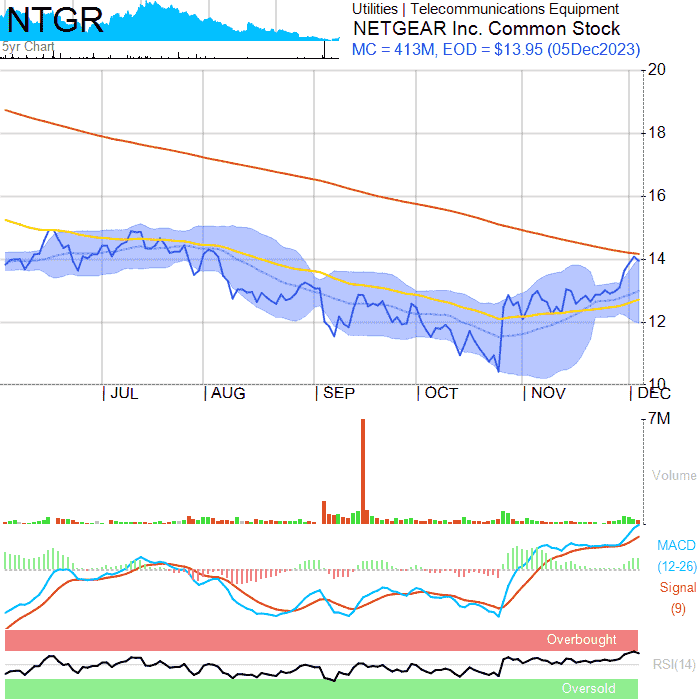 NTGR
5yr Chart
Utilities | Telecommunications Equipment
NETGEAR Inc. Common Stock
MC = 413M, EOD = $13.95 (05Dec2023)
20
18
16
14
12
10
| JUL | AUG | SEP | OCT | NOV | DEC
7M
Volume
MACD
(12-26)
Signal
(9)
Overbought
RSI(14)
Oversold